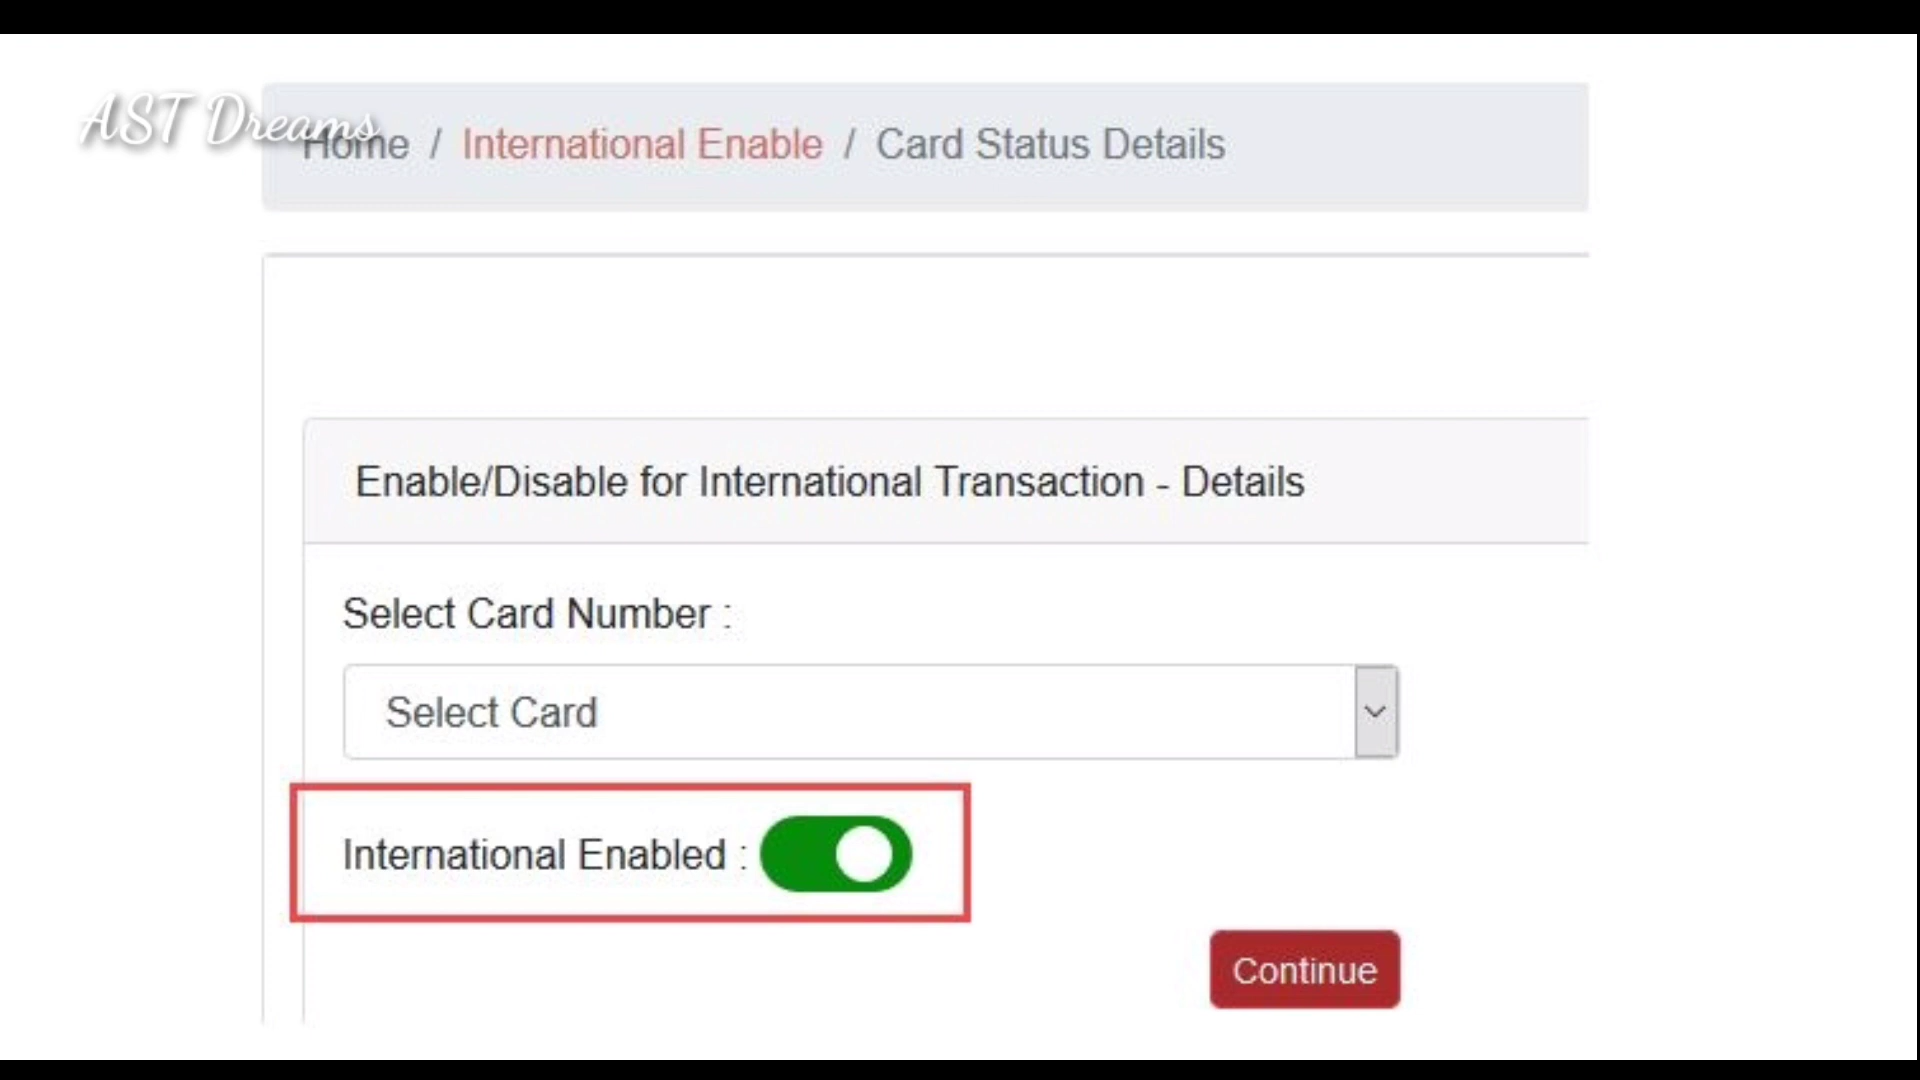 AST Dreams
Home / International Enable / Card Status Details
Enable/Disable for International Transaction - Details
Select Card Number :
Select Card
International Enabled :
Continue